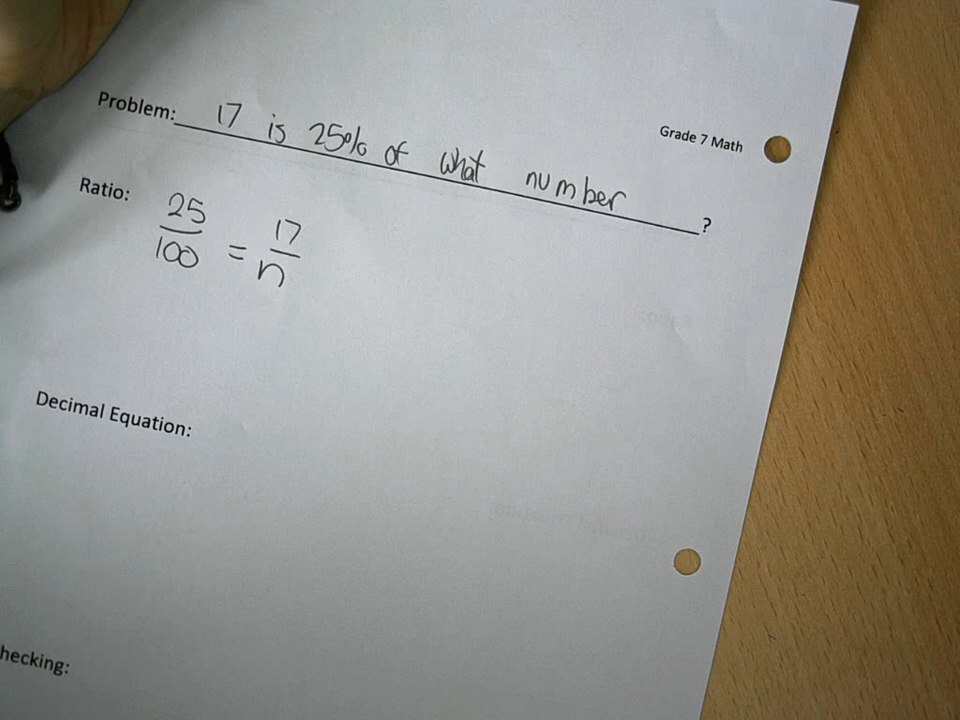 Grade 7 Math
Problem: 17 is 25% of what number ?
Ratio:
25/100 = 17/n
Decimal Equation:
hecking: